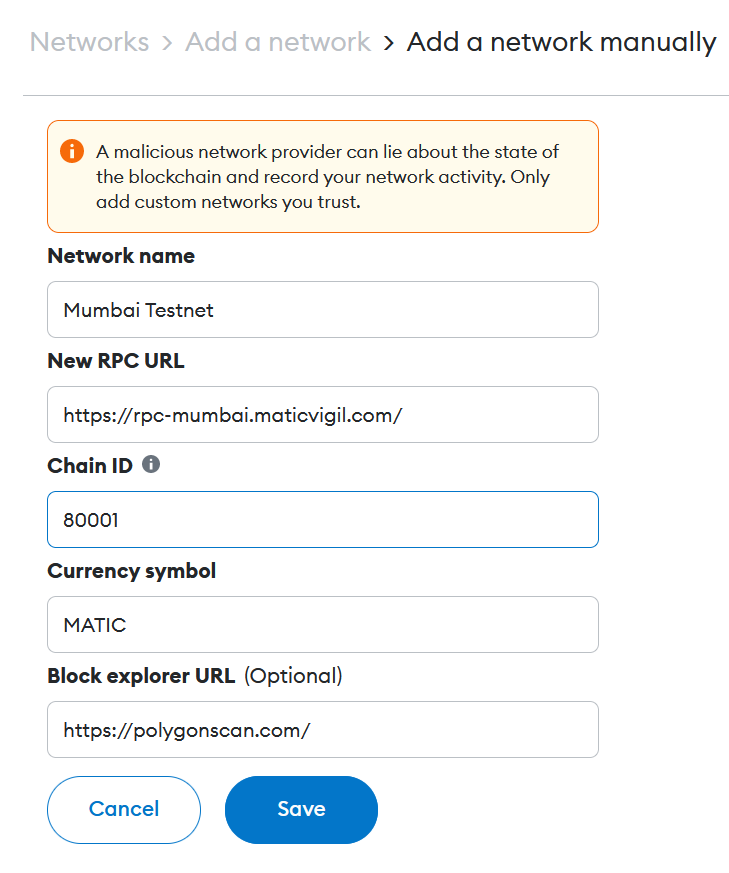 Networks > Add a network > Add a network manually
A malicious network provider can lie about the state of
the blockchain and record your network activity. Only
add custom networks you trust.
Network name
Mumbai Testnet
New RPC URL
https://rpc-mumbai.maticvigil.com/
Chain ID
80001
Currency symbol
MATIC
Block explorer URL (Optional)
https://polygonscan.com/
Cancel Save